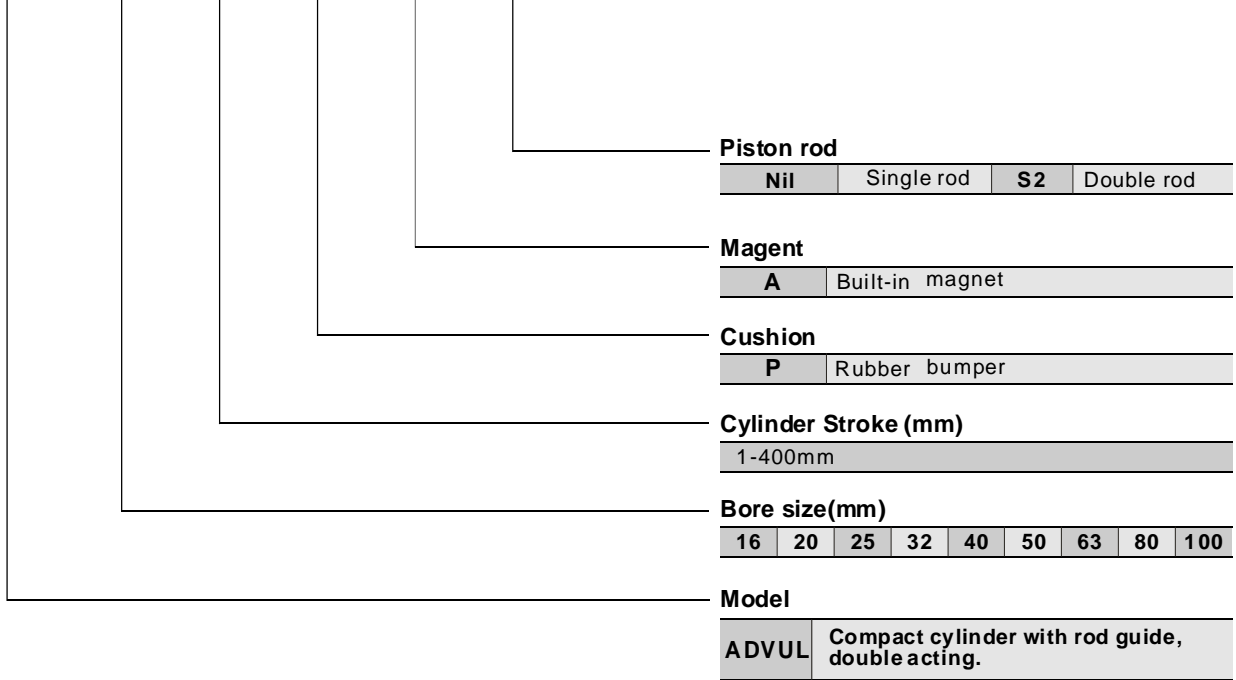 Piston rod
Nil Single rod S2 Double rod
Magent
A Built-in magnet
Cushion
P Rubber bumper
Cylinder Stroke (mm)
1-400mm
Bore size(mm)
16 20 25 32 40 50 63 80 100
Model
ADVUL Compact cylinder with rod guide,
double acting.